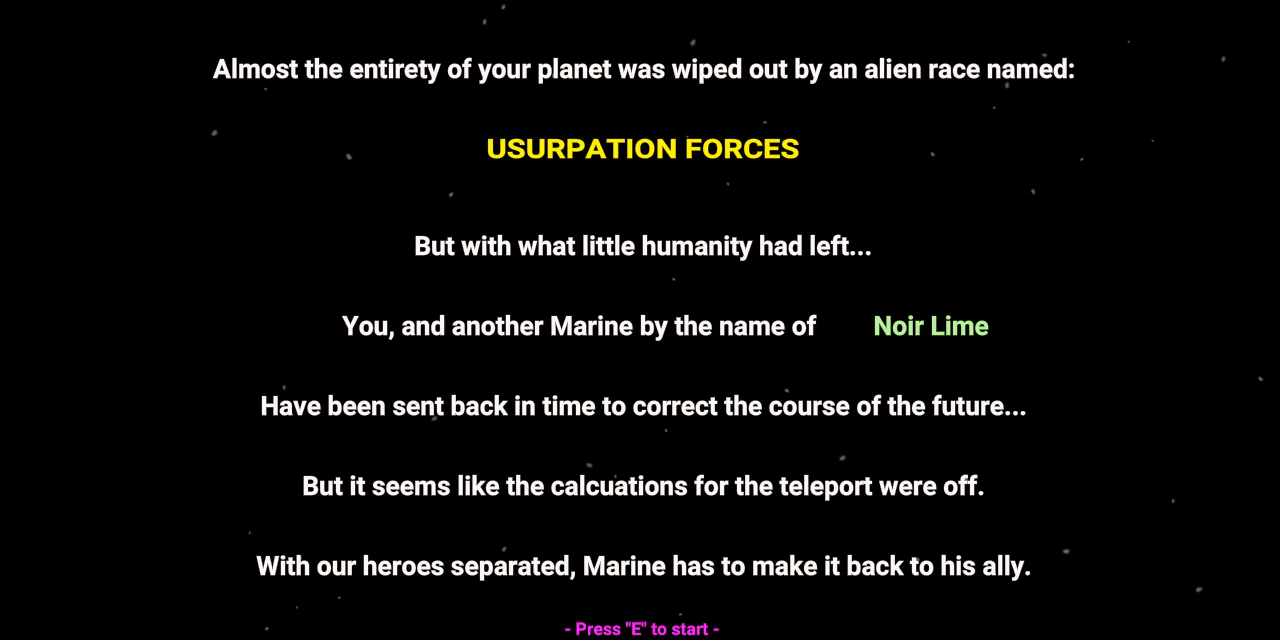 Almost the entirety of your planet was wiped out by an alien race named:
USURPATION FORCES
But with what little humanity had left...
You, and another Marine by the name of Noir Lime
Have been sent back in time to correct the course of the future...
But it seems like the calcuations for the teleport were off.
With our heroes separated, Marine has to make it back to his ally.
- Press "E" to start -